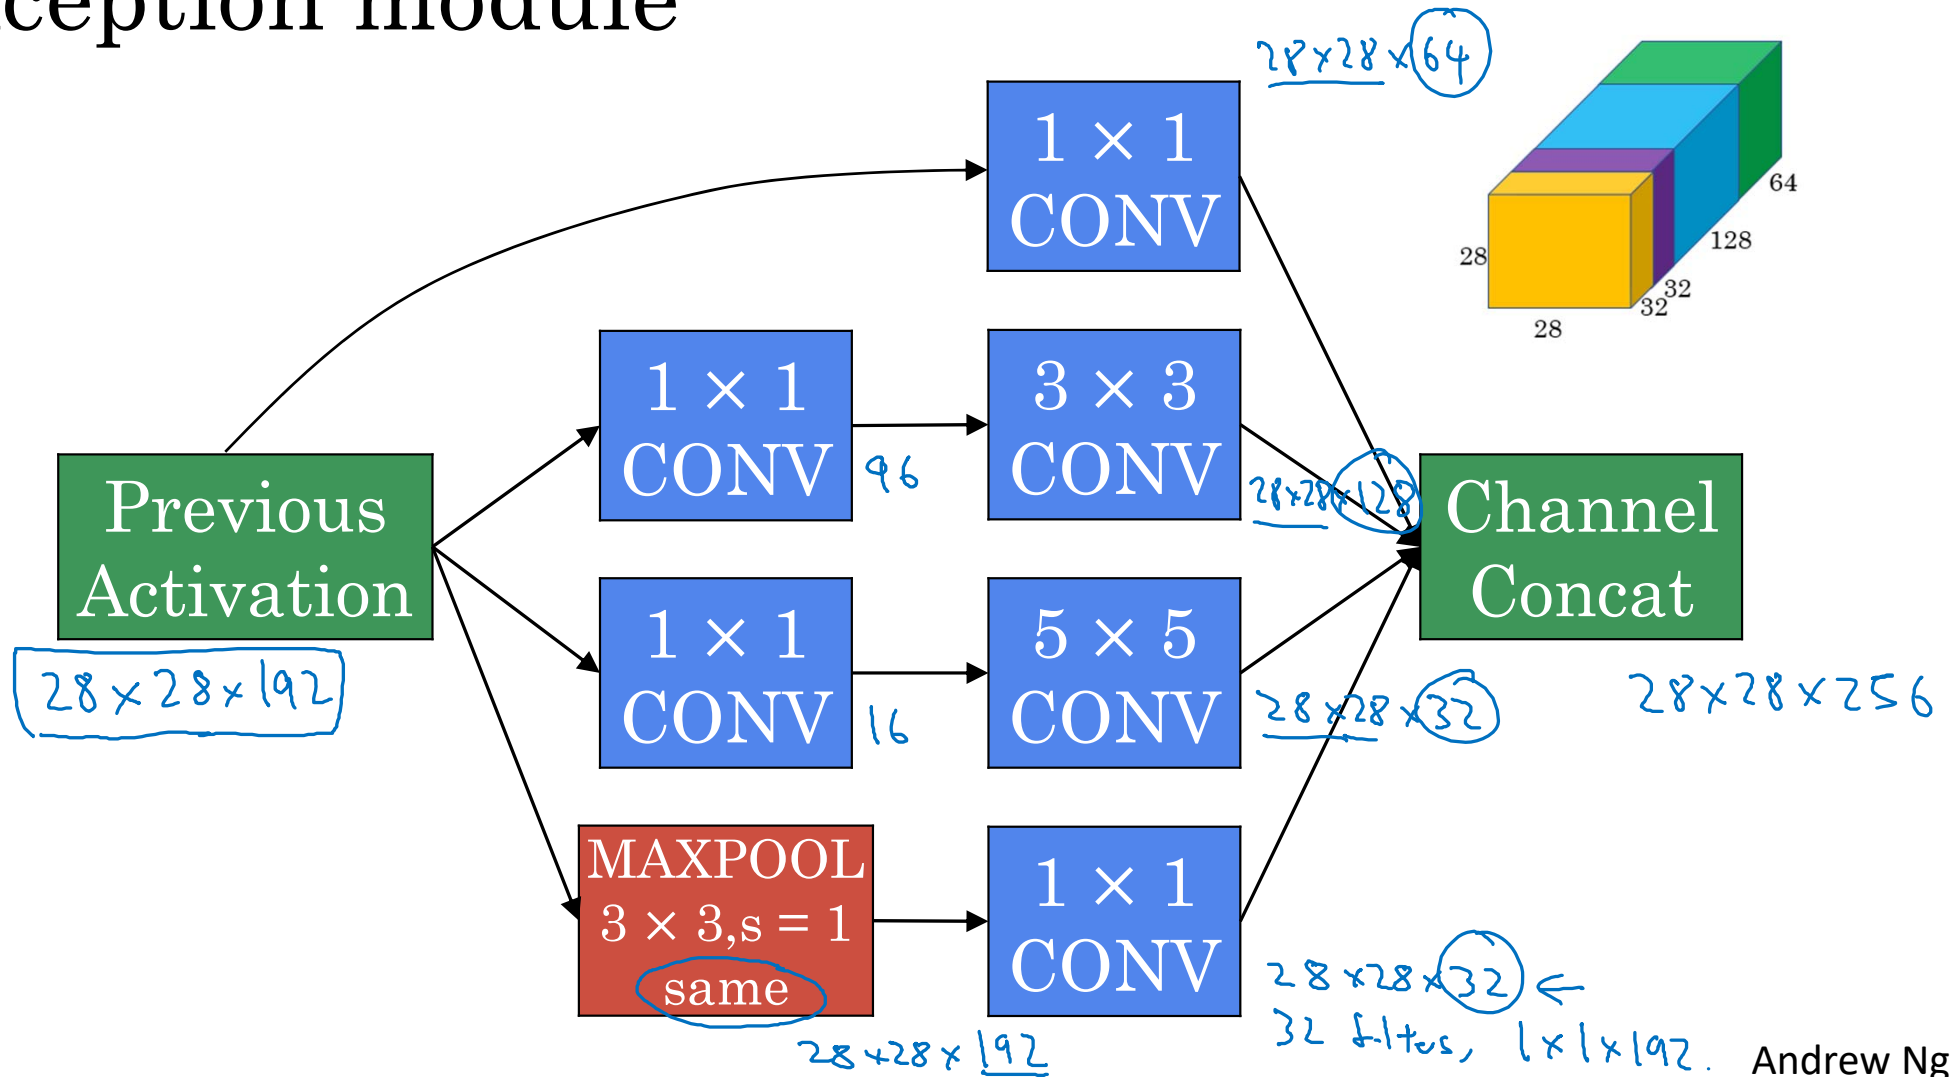 ception module
28×28×64
1 × 1
CONV
64
128
32
32
28
28
1 × 1
CONV
96
3 × 3
CONV
28×28×128
Previous
Activation
28×28×192
Channel
Concat
28×28×256
1 × 1
CONV
16
5 × 5
CONV
28×28×32
MAXPOOL
3 × 3,s = 1
same
28×28×192
1 × 1
CONV
28×28×32 ←
32 filters, 1×1×192.
Andrew Ng